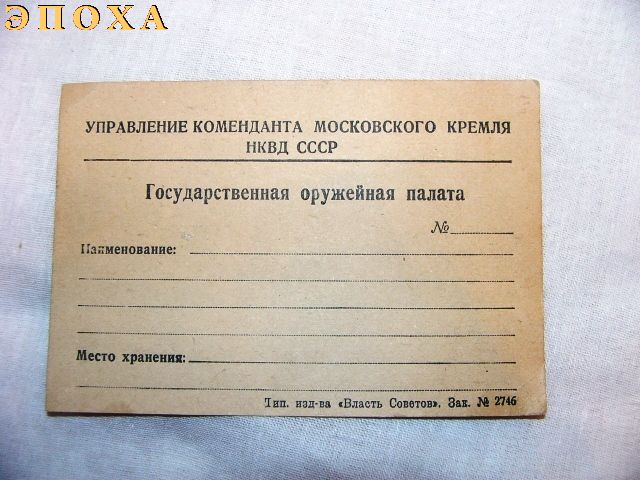 ЭПОХА
УПРАВЛЕНИЕ КОМЕНДАНТА МОСКОВСКОГО КРЕМЛЯ
НКВД СССР
Государственная оружейная палата
№
Наименование:
Место хранения:
Тип. изд-ва «Власть Советов». Зак. № 2746